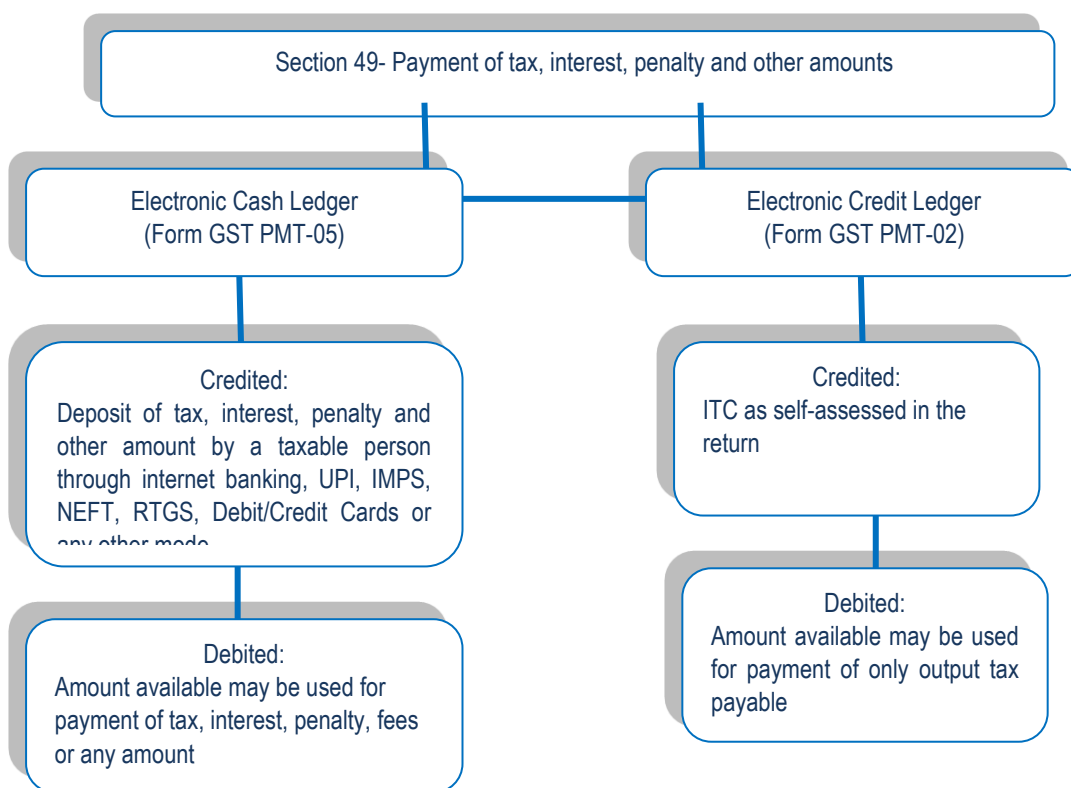 Section 49- Payment of tax, interest, penalty and other amounts
Electronic Cash Ledger
(Form GST PMT-05)
Electronic Credit Ledger
(Form GST PMT-02)
Credited:
Deposit of tax, interest, penalty and
other amount by a taxable person
through internet banking, UPI, IMPS,
NEFT, RTGS, Debit/Credit Cards or
any other mode
Credited:
ITC as self-assessed in the
return
Debited:
Amount available may be used for
payment of tax, interest, penalty, fees
or any amount
Debited:
Amount available may be used
for payment of only output tax
payable